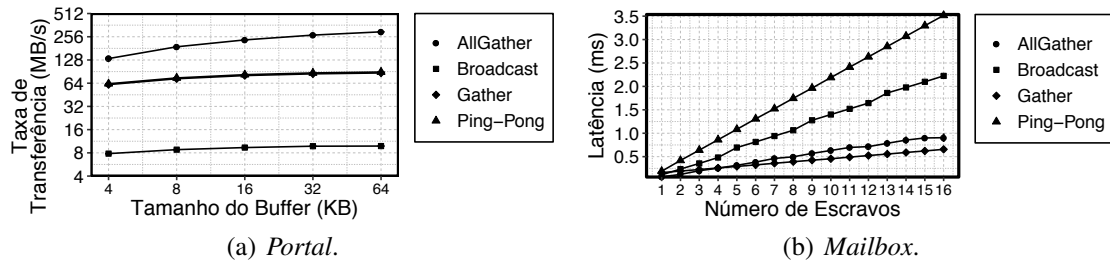 512
256
128
64
32
16
8
4
Taxa de
Transferência (MB/s)
4 8 16 32 64
Tamanho do Buffer (KB)
AllGather
Broadcast
Gather
Ping−Pong
(a) Portal.
3.5
3.0
2.5
2.0
1.5
1.0
0.5
Latência (ms)
1 2 3 4 5 6 7 8 9 10 11 12 13 14 15 16
Número de Escravos
AllGather
Broadcast
Gather
Ping−Pong
(b) Mailbox.